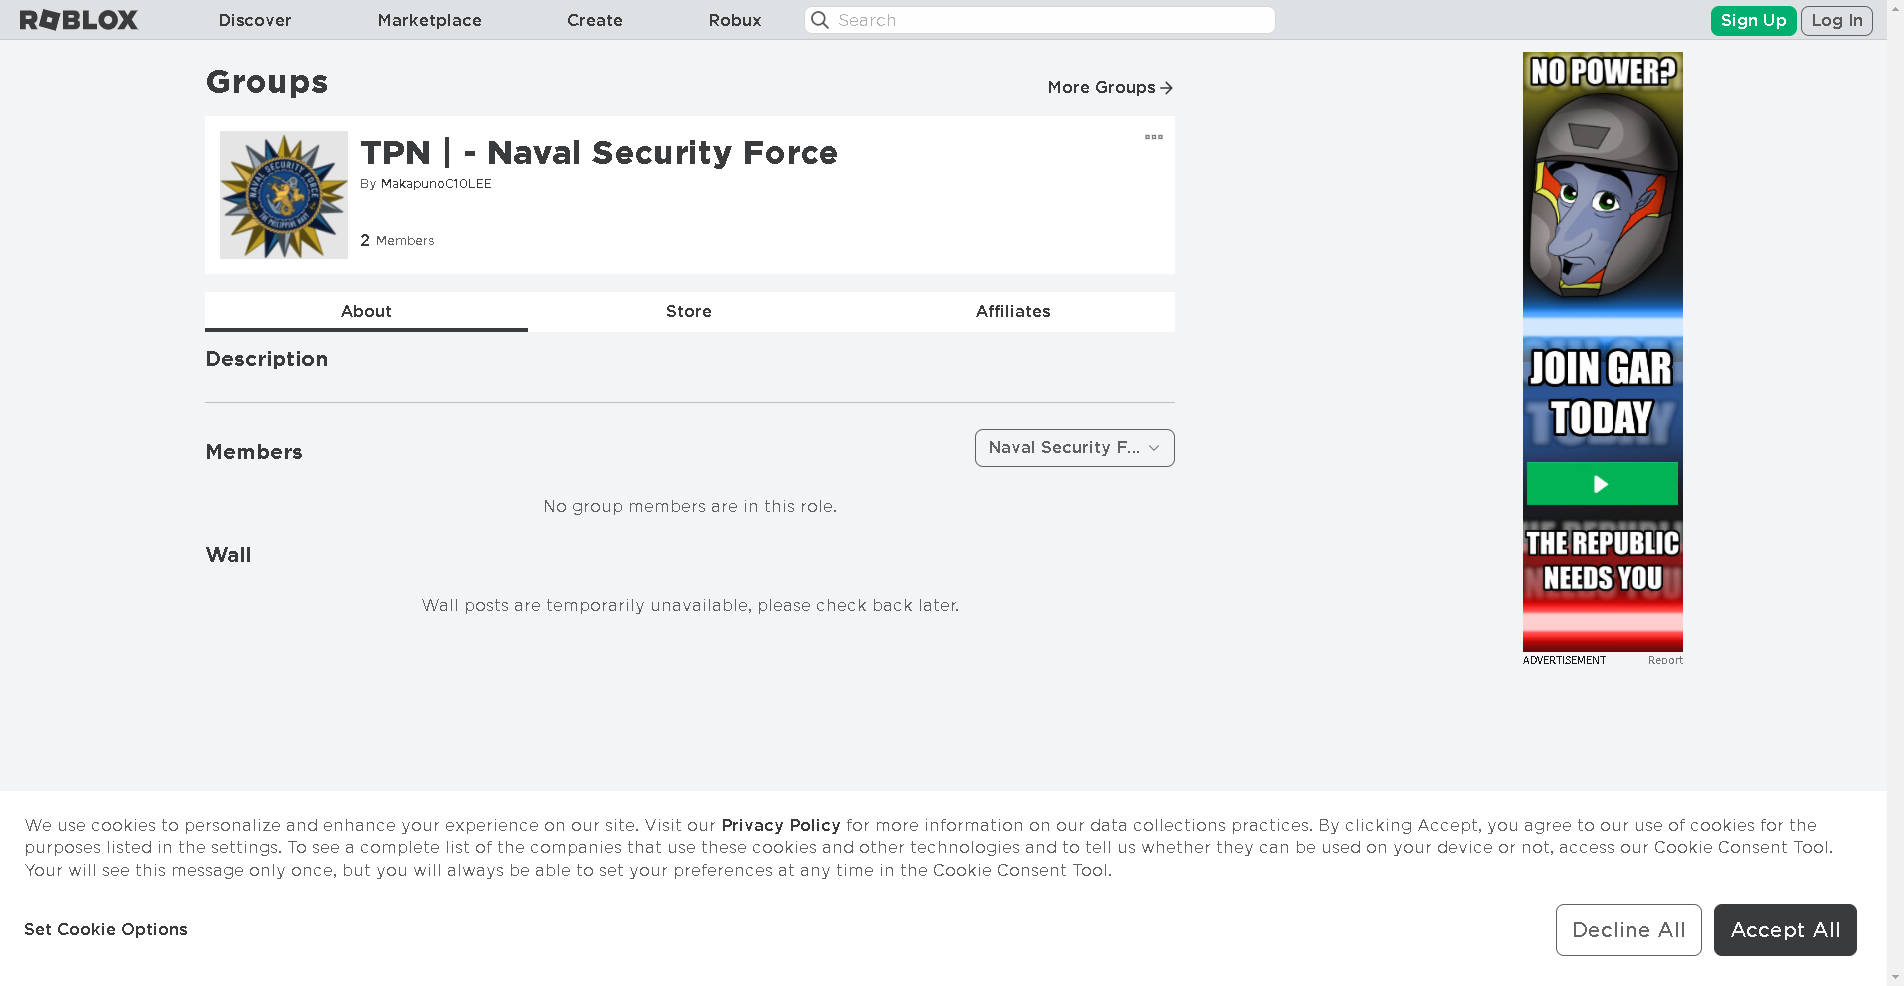 ROBLOX
Discover
Marketplace
Create
Robux
Search
Sign Up
Log In
Groups
More Groups
TPN | - Naval Security Force
By MakapunoC10LEE
2 Members
NAVAL SECURITY FORCE
THE PHILIPPINE NAVY
About
Store
Affiliates
Description
Members
Naval Security F...
No group members are in this role.
Wall
Wall posts are temporarily unavailable, please check back later.
NO POWER?
JOIN GAR
TODAY
THE REPUBLIC
NEEDS YOU
ADVERTISEMENT
Report
We use cookies to personalize and enhance your experience on our site. Visit our Privacy Policy for more information on our data collections practices. By clicking Accept, you agree to our use of cookies for the
purposes listed in the settings. To see a complete list of the companies that use these cookies and other technologies and to tell us whether they can be used on your device or not, access our Cookie Consent Tool.
Your will see this message only once, but you will always be able to set your preferences at any time in the Cookie Consent Tool.
Set Cookie Options
Decline All
Accept All